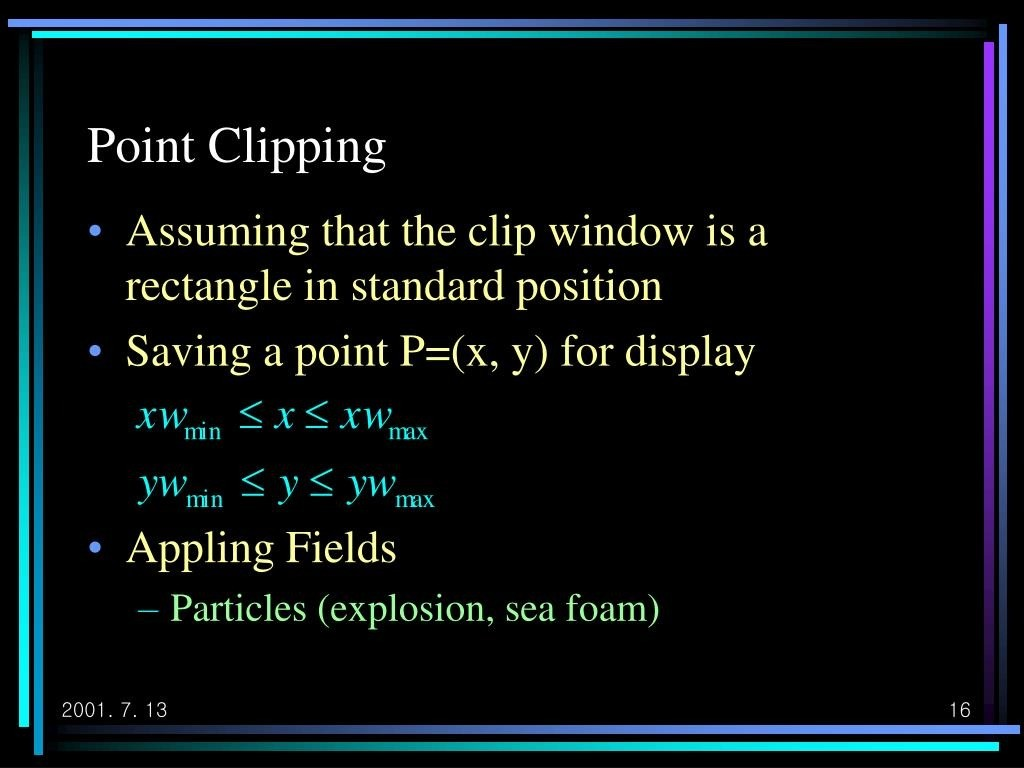 Point Clipping
• Assuming that the clip window is a
rectangle in standard position
• Saving a point P=(x, y) for display
xwmin ≤ x ≤ xwmax
ywmin ≤ y ≤ ywmax
• Appling Fields
– Particles (explosion, sea foam)
2001. 7. 13
16